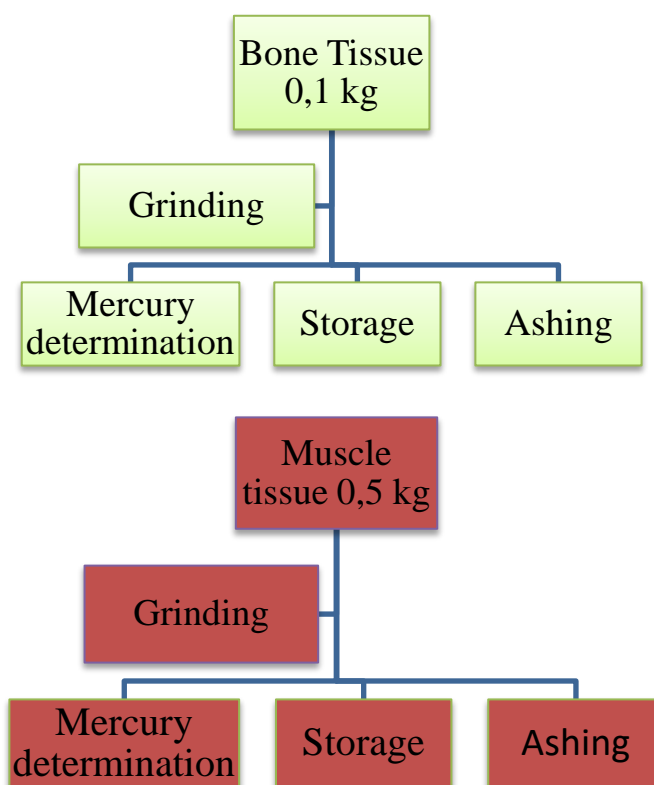 Bone Tissue
0,1 kg
Grinding
Mercury
determination
Storage
Ashing
Muscle
tissue 0,5 kg
Grinding
Mercury
determination
Storage
Ashing